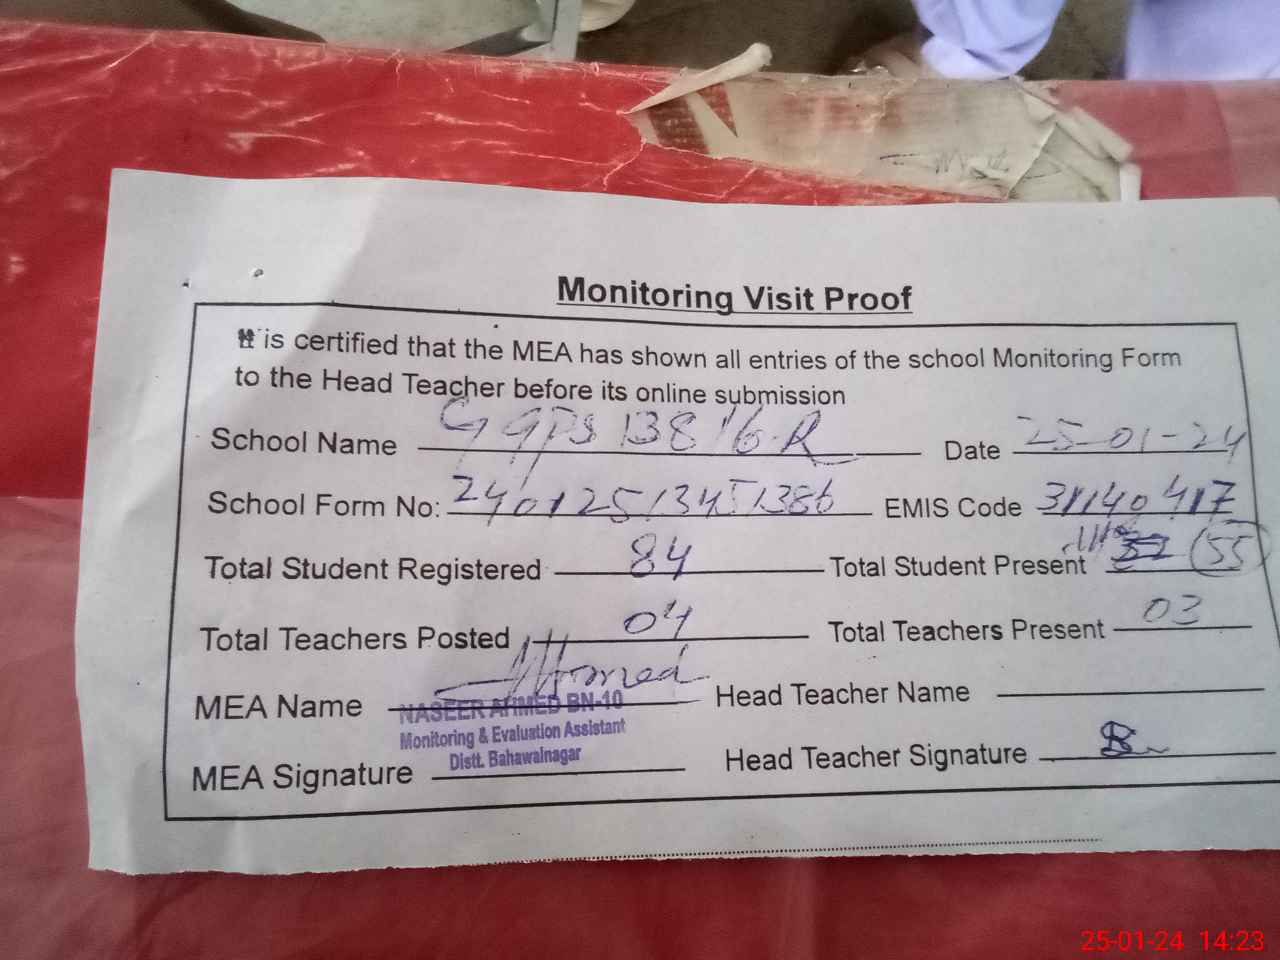 Monitoring Visit Proof
It is certified that the MEA has shown all entries of the school Monitoring Form
to the Head Teacher before its online submission
School Name GGPS 138/6.R Date 25-01-24
School Form No: 24012513451386 EMIS Code 31140417
Total Student Registered 84 Total Student Present 55
Total Teachers Posted 04 Total Teachers Present 03
MEA Name Head Teacher Name
NASEER AHMED BN-10
Monitoring & Evaluation Assistant
Distt. Bahawalnagar
MEA Signature Head Teacher Signature
25-01-24 14:23